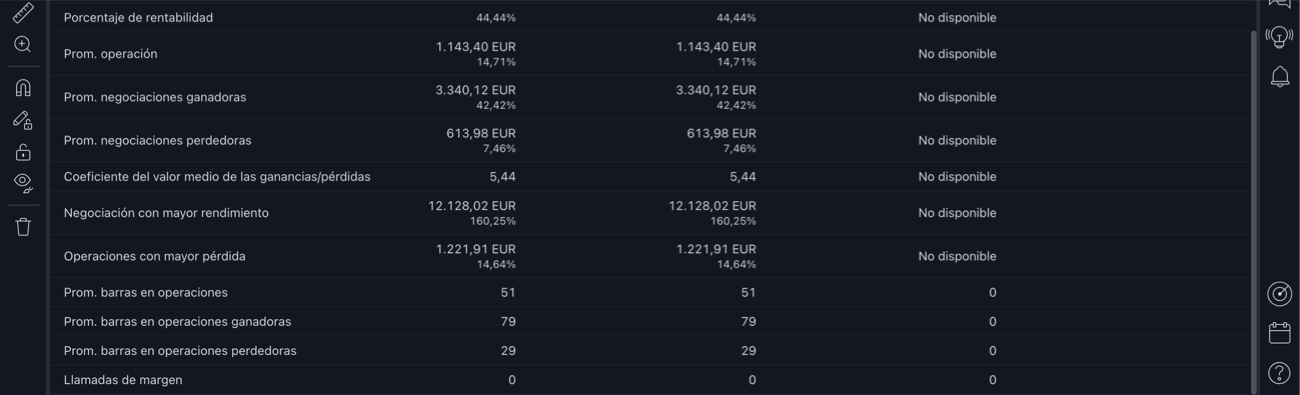 Porcentaje de rentabilidad 44,44% 44,44% No disponible
Prom. operación 1.143,40 EUR 1.143,40 EUR No disponible
14,71% 14,71%
Prom. negociaciones ganadoras 3.340,12 EUR 3.340,12 EUR No disponible
42,42% 42,42%
Prom. negociaciones perdedoras 613,98 EUR 613,98 EUR No disponible
7,46% 7,46%
Coeficiente del valor medio de las ganancias/pérdidas 5,44 5,44 No disponible
Negociación con mayor rendimiento 12.128,02 EUR 12.128,02 EUR No disponible
160,25% 160,25%
Operaciones con mayor pérdida 1.221,91 EUR 1.221,91 EUR No disponible
14,64% 14,64%
Prom. barras en operaciones 51 51 0
Prom. barras en operaciones ganadoras 79 79 0
Prom. barras en operaciones perdedoras 29 29 0
Llamadas de margen 0 0 0